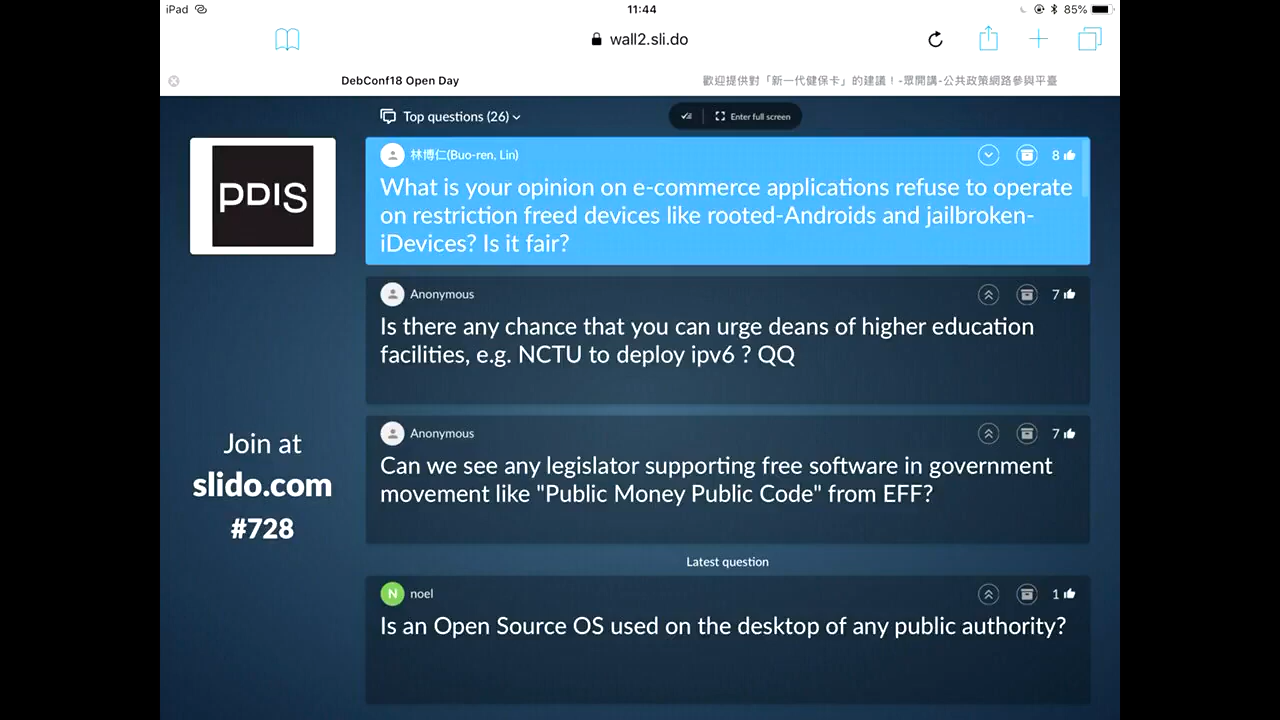 iPad
11:44
85%
wall2.sli.do
DebConf18 Open Day
歡迎提供對「新一代健保卡」的建議！-眾開講-公共政策網路參與平臺
Top questions (26)
Enter full screen
PDIS
林博仁(Buo-ren, Lin)
8
What is your opinion on e-commerce applications refuse to operate
on restriction freed devices like rooted-Androids and jailbroken-
iDevices? Is it fair?
Anonymous
7
Is there any chance that you can urge deans of higher education
facilities, e.g. NCTU to deploy ipv6 ? QQ
Anonymous
7
Can we see any legislator supporting free software in government
movement like "Public Money Public Code" from EFF?
Join at
slido.com
#728
Latest question
N
noel
1
Is an Open Source OS used on the desktop of any public authority?